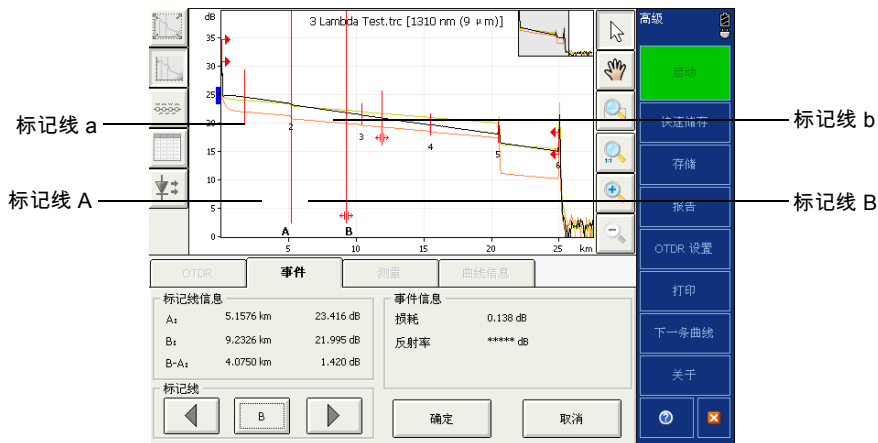 dB
3 Lambda Test.trc [1310 nm (9 μm)]
35
30
25
20
15
10
5
0
2
3
4
5
6
A
B
5
10
15
20
25
km
标记线 a
标记线 b
标记线 A
标记线 B
1:1
高级
启动
快速储存
存储
报告
OTDR 设置
打印
下一条曲线
关于
OTDR
事件
测量
曲线信息
标记线信息
A: 5.1576 km 23.416 dB
B: 9.2326 km 21.995 dB
B-A: 4.0750 km 1.420 dB
事件信息
损耗 0.138 dB
反射率 ***** dB
标记线
B
确定
取消